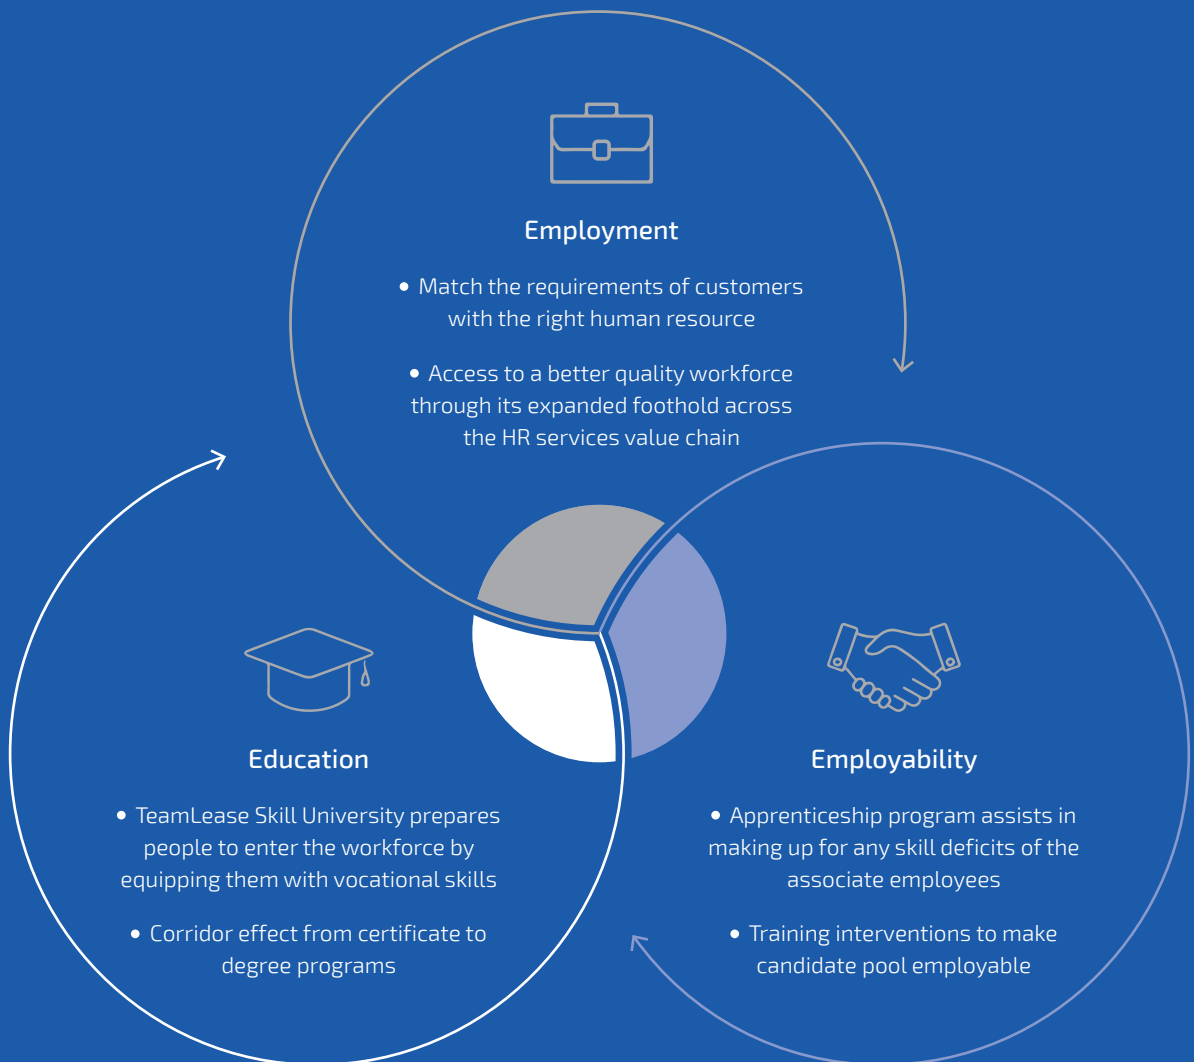 Employment
• Match the requirements of customers
with the right human resource
• Access to a better quality workforce
through its expanded foothold across
the HR services value chain
Education
• TeamLease Skill University prepares
people to enter the workforce by
equipping them with vocational skills
• Corridor effect from certificate to
degree programs
Employability
• Apprenticeship program assists in
making up for any skill deficits of the
associate employees
• Training interventions to make
candidate pool employable